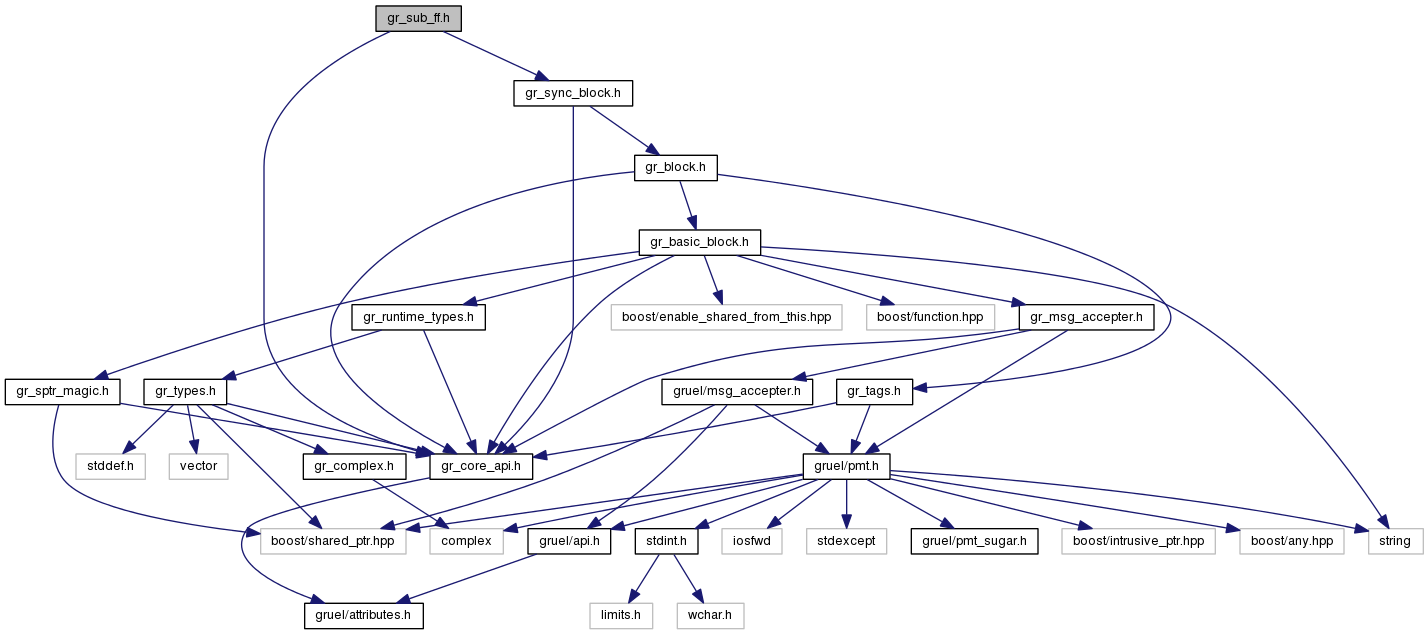 gr_sub_ff.h
gr_sync_block.h
gr_block.h
gr_basic_block.h
gr_runtime_types.h
boost/enable_shared_from_this.hpp
boost/function.hpp
gr_msg_accepter.h
gr_sptr_magic.h
gr_types.h
gruel/msg_accepter.h
gr_tags.h
stddef.h
vector
gr_complex.h
gr_core_api.h
gruel/pmt.h
boost/shared_ptr.hpp
complex
gruel/api.h
stdint.h
iosfwd
stdexcept
gruel/pmt_sugar.h
boost/intrusive_ptr.hpp
boost/any.hpp
string
gruel/attributes.h
limits.h
wchar.h